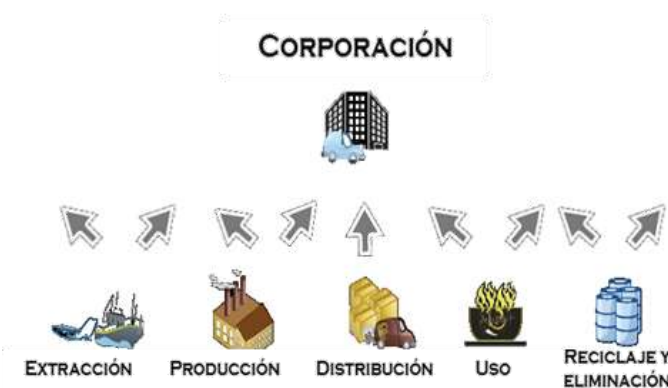 CORPORACIÓN
EXTRACCIÓN
PRODUCCIÓN
DISTRIBUCIÓN
USO
RECICLAJE Y
ELIMINACIÓN